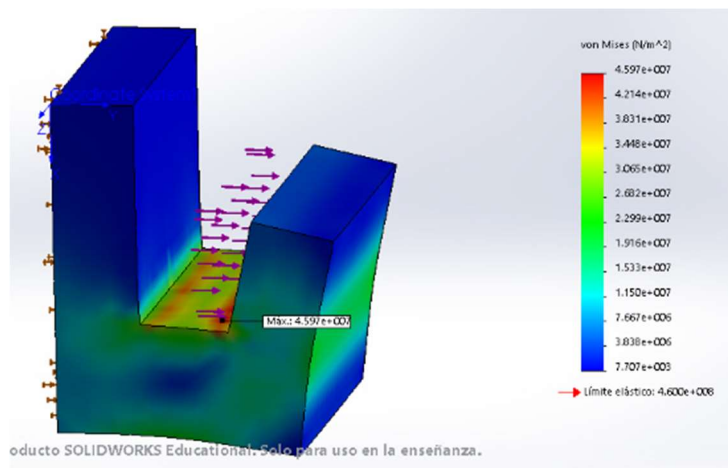 von Mises (N/m^2)
4.597e+007
4.214e+007
3.831e+007
3.448e+007
3.065e+007
2.682e+007
2.299e+007
1.916e+007
1.533e+007
1.150e+007
7.667e+006
3.838e+006
7.707e+003
Límite elástico: 4.600e+008
Máx.: 4.597e+007
oducto SOLIDWORKS Educational. Solo para uso en la enseñanza.